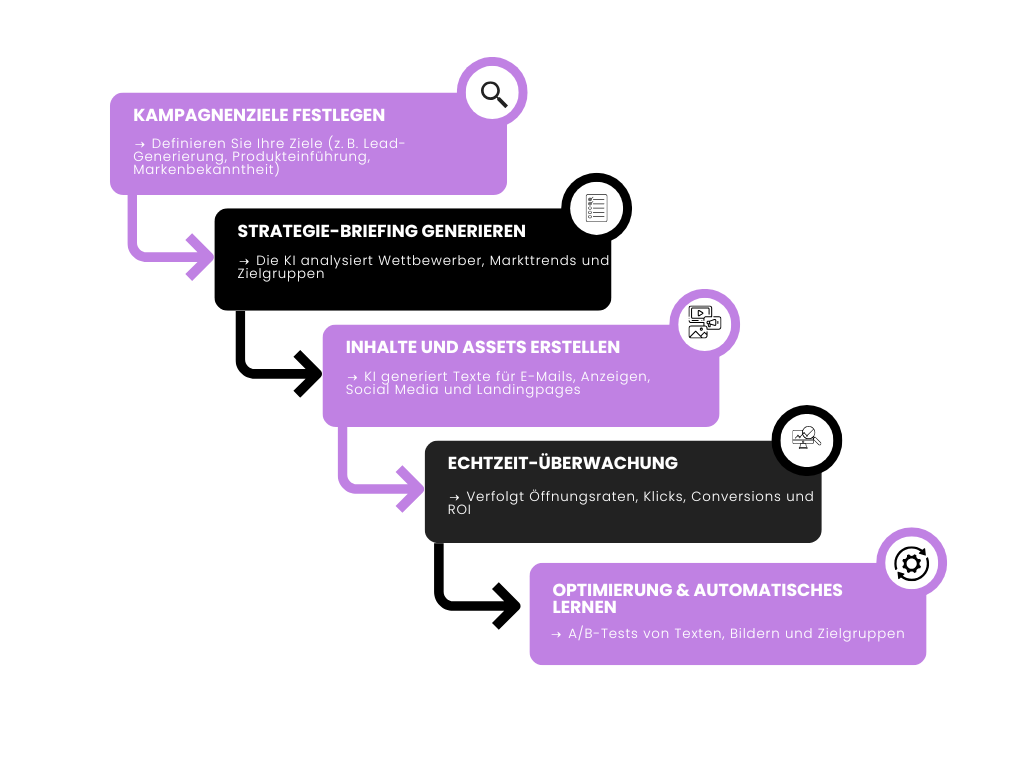 KAMPAGNENZIELE FESTLEGEN
→ Definieren Sie Ihre Ziele (z. B. Lead-
Generierung, Produkteinführung,
Markenbekanntheit)
STRATEGIE-BRIEFING GENERIEREN
→ Die KI analysiert Wettbewerber, Markttrends und
Zielgruppen
INHALTE UND ASSETS ERSTELLEN
→ KI generiert Texte für E-Mails, Anzeigen,
Social Media und Landingpages
ECHTZEIT-ÜBERWACHUNG
→ Verfolgt Öffnungsraten, Klicks, Conversions und
ROI
OPTIMIERUNG & AUTOMATISCHES
LERNEN
→ A/B-Tests von Texten, Bildern und Zielgruppen